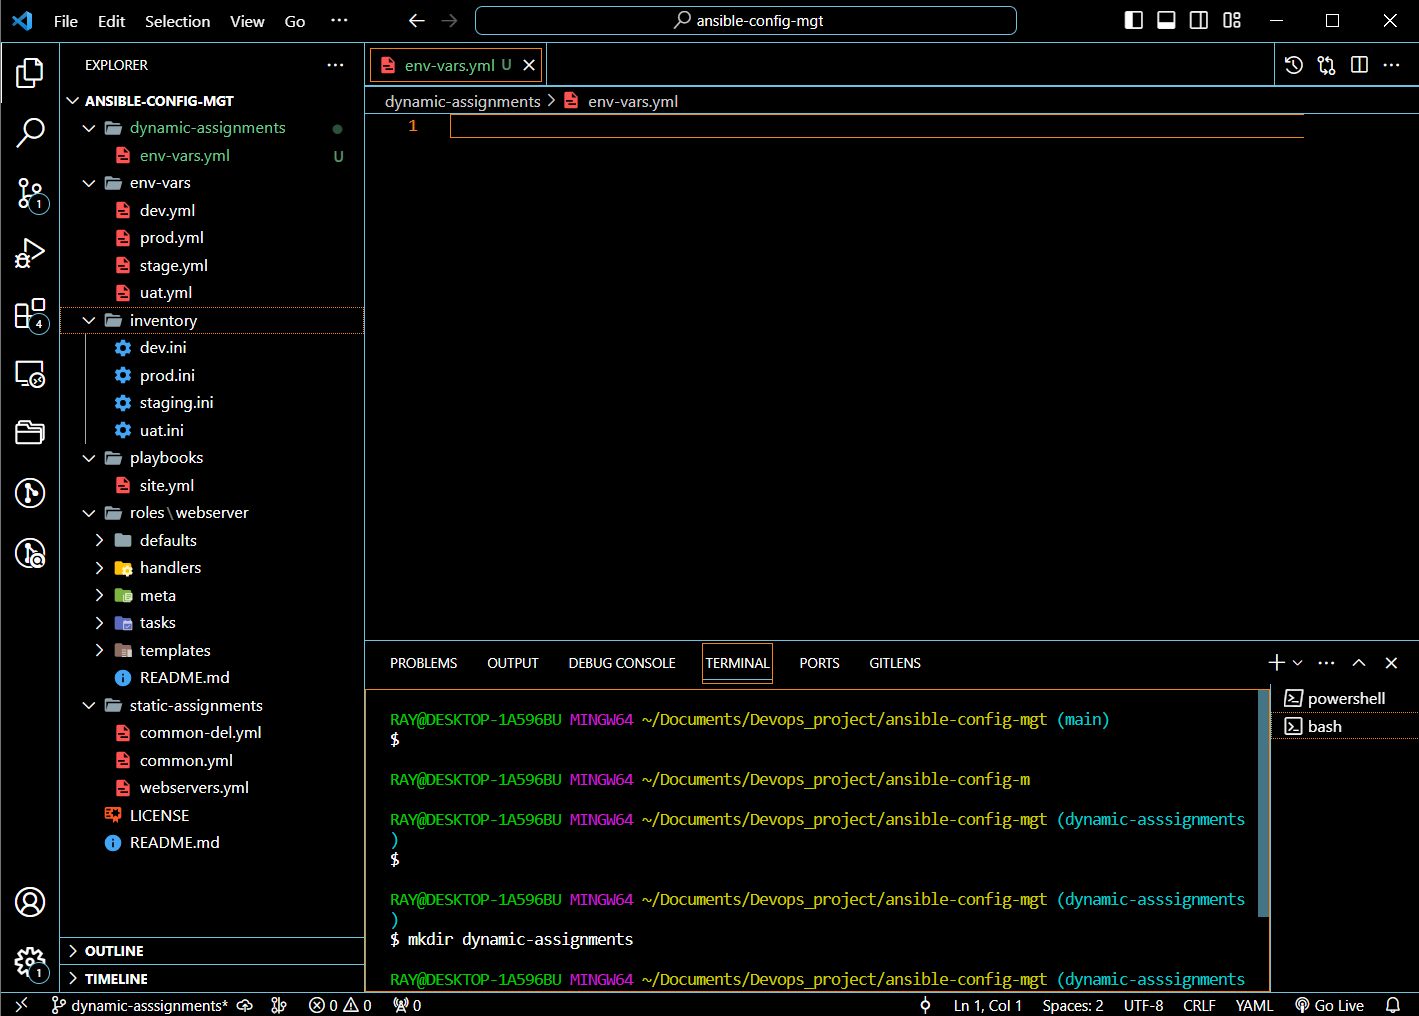 File Edit Selection View Go ··· ansible-config-mgt
EXPLORER
ANSIBLE-CONFIG-MGT
dynamic-assignments
env-vars.yml U
env-vars
dev.yml
prod.yml
stage.yml
uat.yml
inventory
dev.ini
prod.ini
staging.ini
uat.ini
playbooks
site.yml
roles\webserver
defaults
handlers
meta
tasks
templates
README.md
static-assignments
common-del.yml
common.yml
webservers.yml
LICENSE
README.md
OUTLINE
TIMELINE
1
4
1
env-vars.yml U
dynamic-assignments > env-vars.yml
1
PROBLEMS OUTPUT DEBUG CONSOLE TERMINAL PORTS GITLENS
RAY@DESKTOP-1A596BU MINGW64 ~/Documents/Devops_project/ansible-config-mgt (main)
$
RAY@DESKTOP-1A596BU MINGW64 ~/Documents/Devops_project/ansible-config-m
RAY@DESKTOP-1A596BU MINGW64 ~/Documents/Devops_project/ansible-config-mgt (dynamic-asssignments
)
$
RAY@DESKTOP-1A596BU MINGW64 ~/Documents/Devops_project/ansible-config-mgt (dynamic-asssignments
)
$ mkdir dynamic-assignments
RAY@DESKTOP-1A596BU MINGW64 ~/Documents/Devops_project/ansible-config-mgt (dynamic-asssignments
powershell
bash
dynamic-asssignments* 0 0 0 Ln 1, Col 1 Spaces: 2 UTF-8 CRLF YAML Go Live